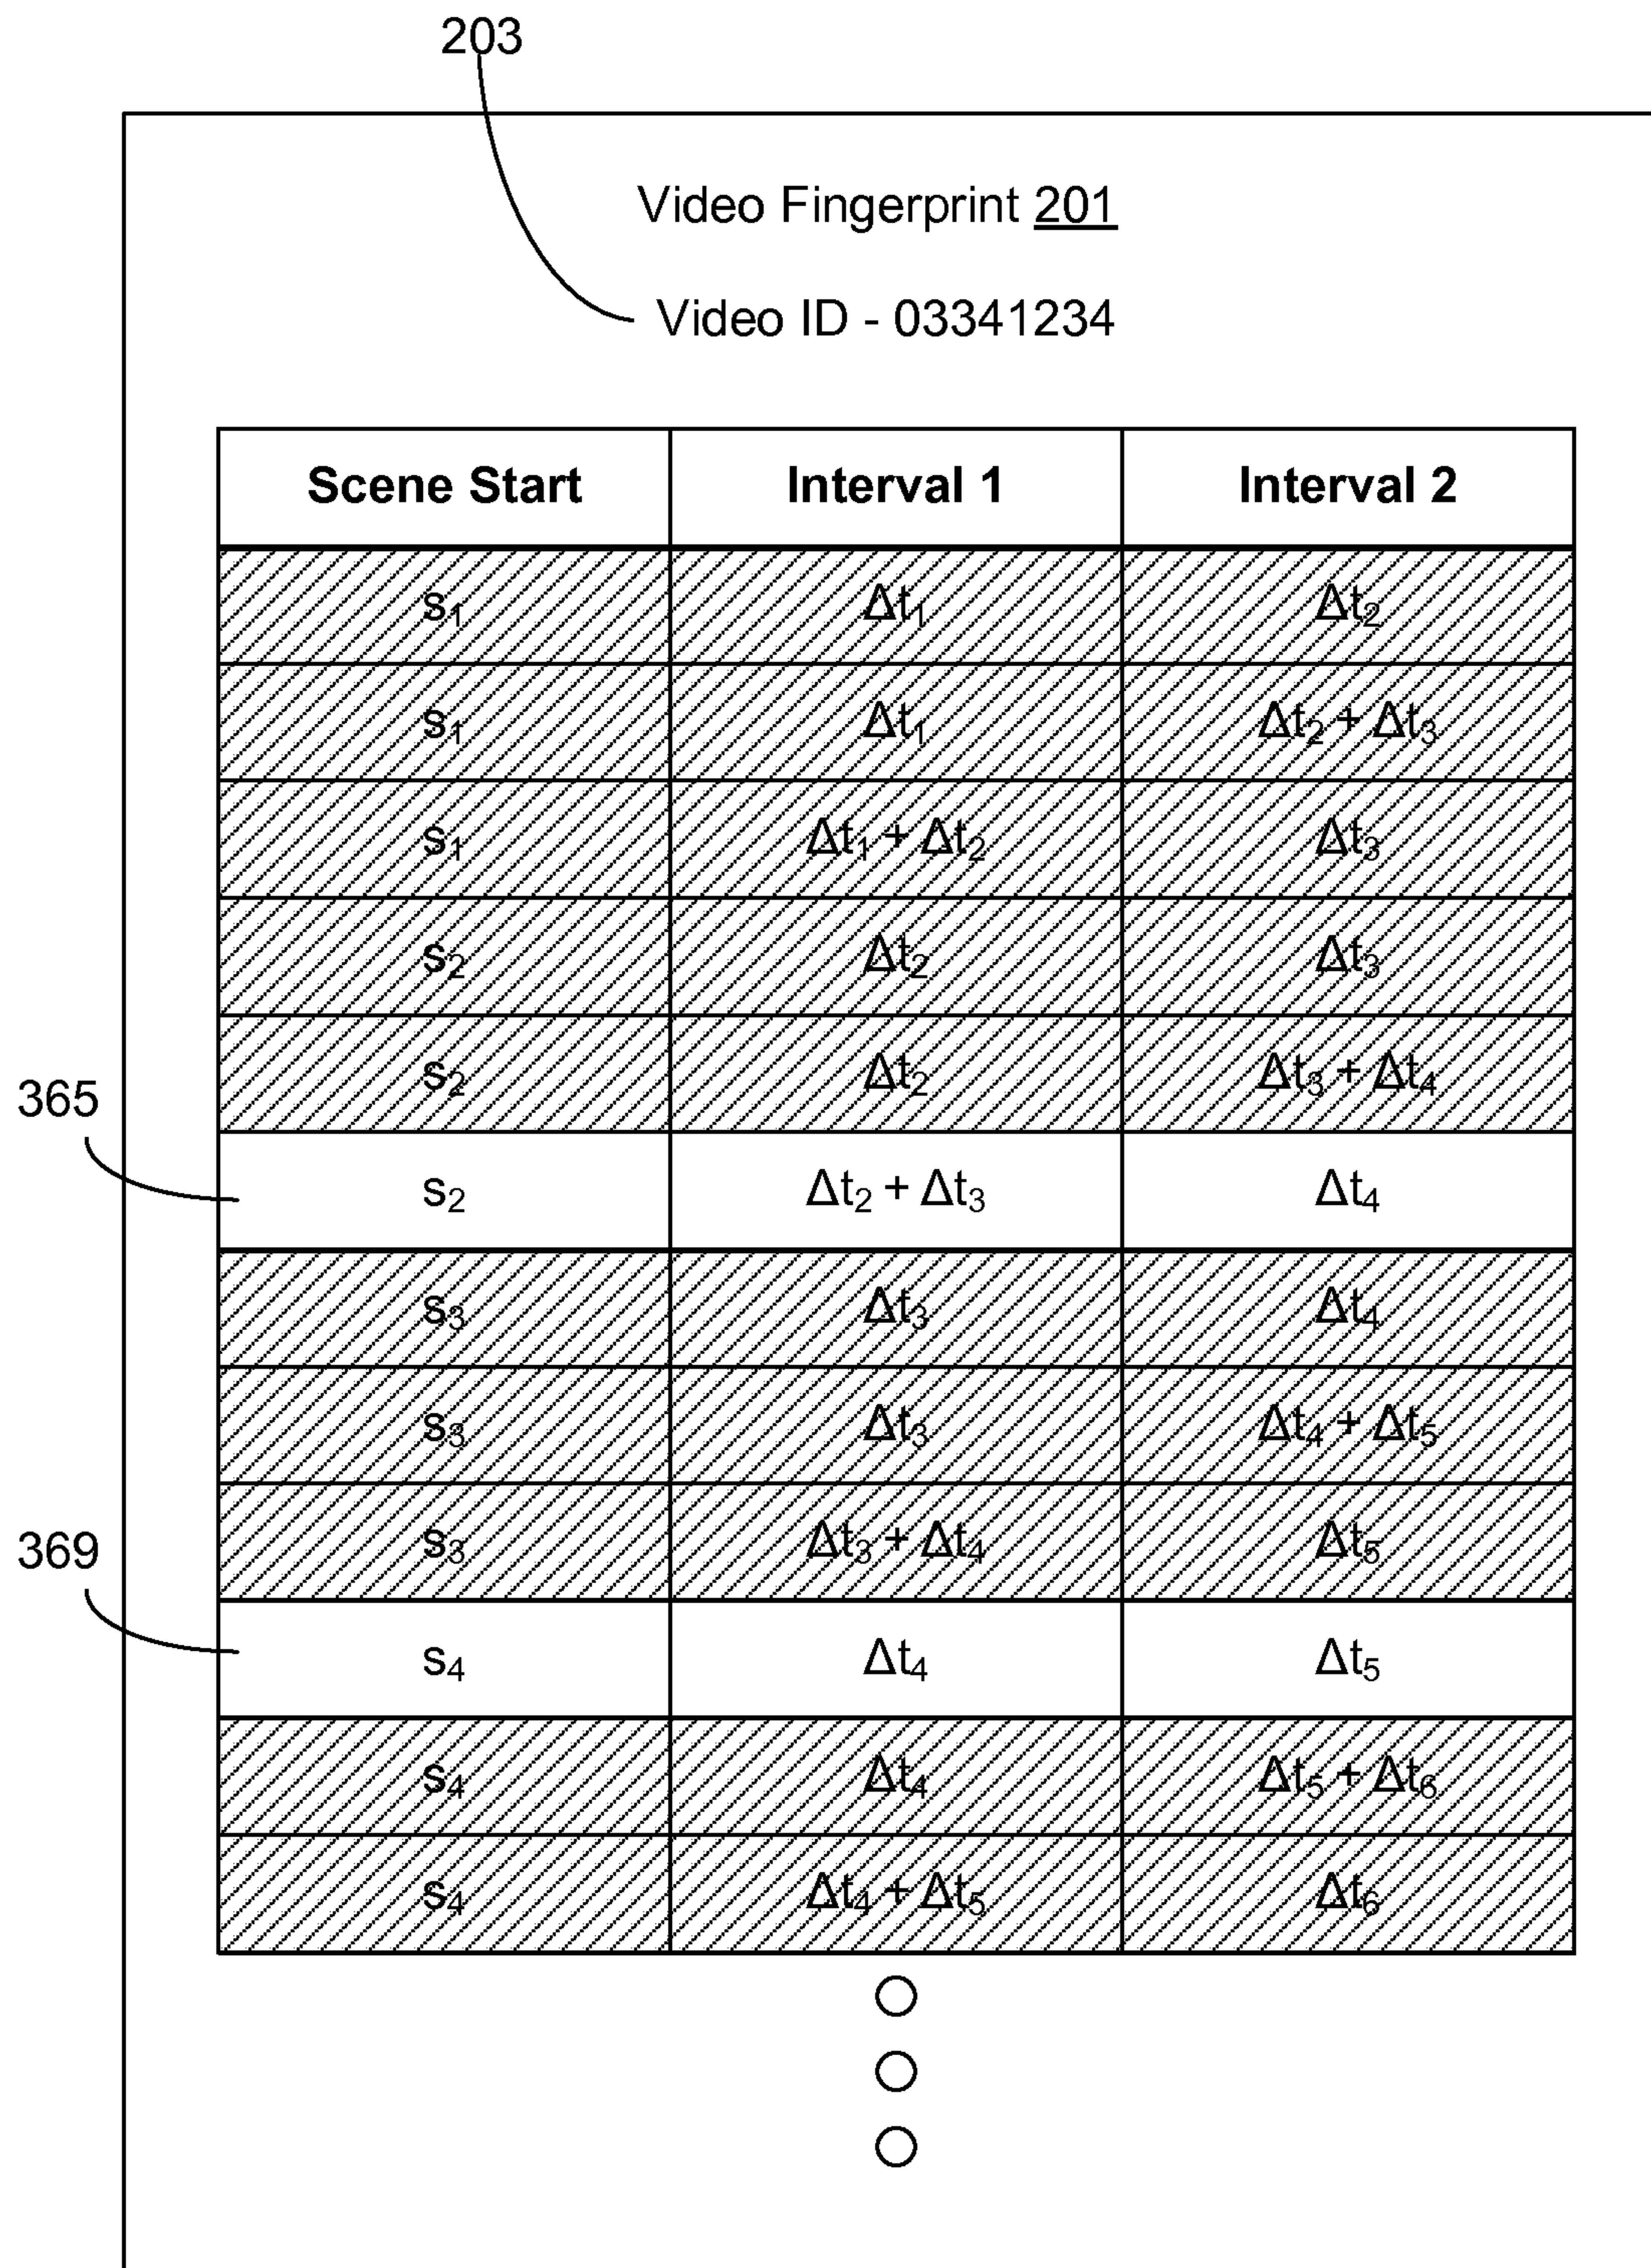 203
Video Fingerprint 201
Video ID - 03341234
Scene Start Interval 1 Interval 2
s₁ Δt₁ Δt₂
s₁ Δt₁ Δt₂ + Δt₃
s₁ Δt₁ + Δt₂ Δt₃
s₂ Δt₂ Δt₃
s₂ Δt₂ Δt₃ + Δt₄
365
s₂ Δt₂ + Δt₃ Δt₄
s₃ Δt₃ Δt₄
s₃ Δt₃ Δt₄ + Δt₅
s₃ Δt₃ + Δt₄ Δt₅
369
s₄ Δt₄ Δt₅
s₄ Δt₄ Δt₅ + Δt₆
s₄ Δt₄ + Δt₅ Δt₆